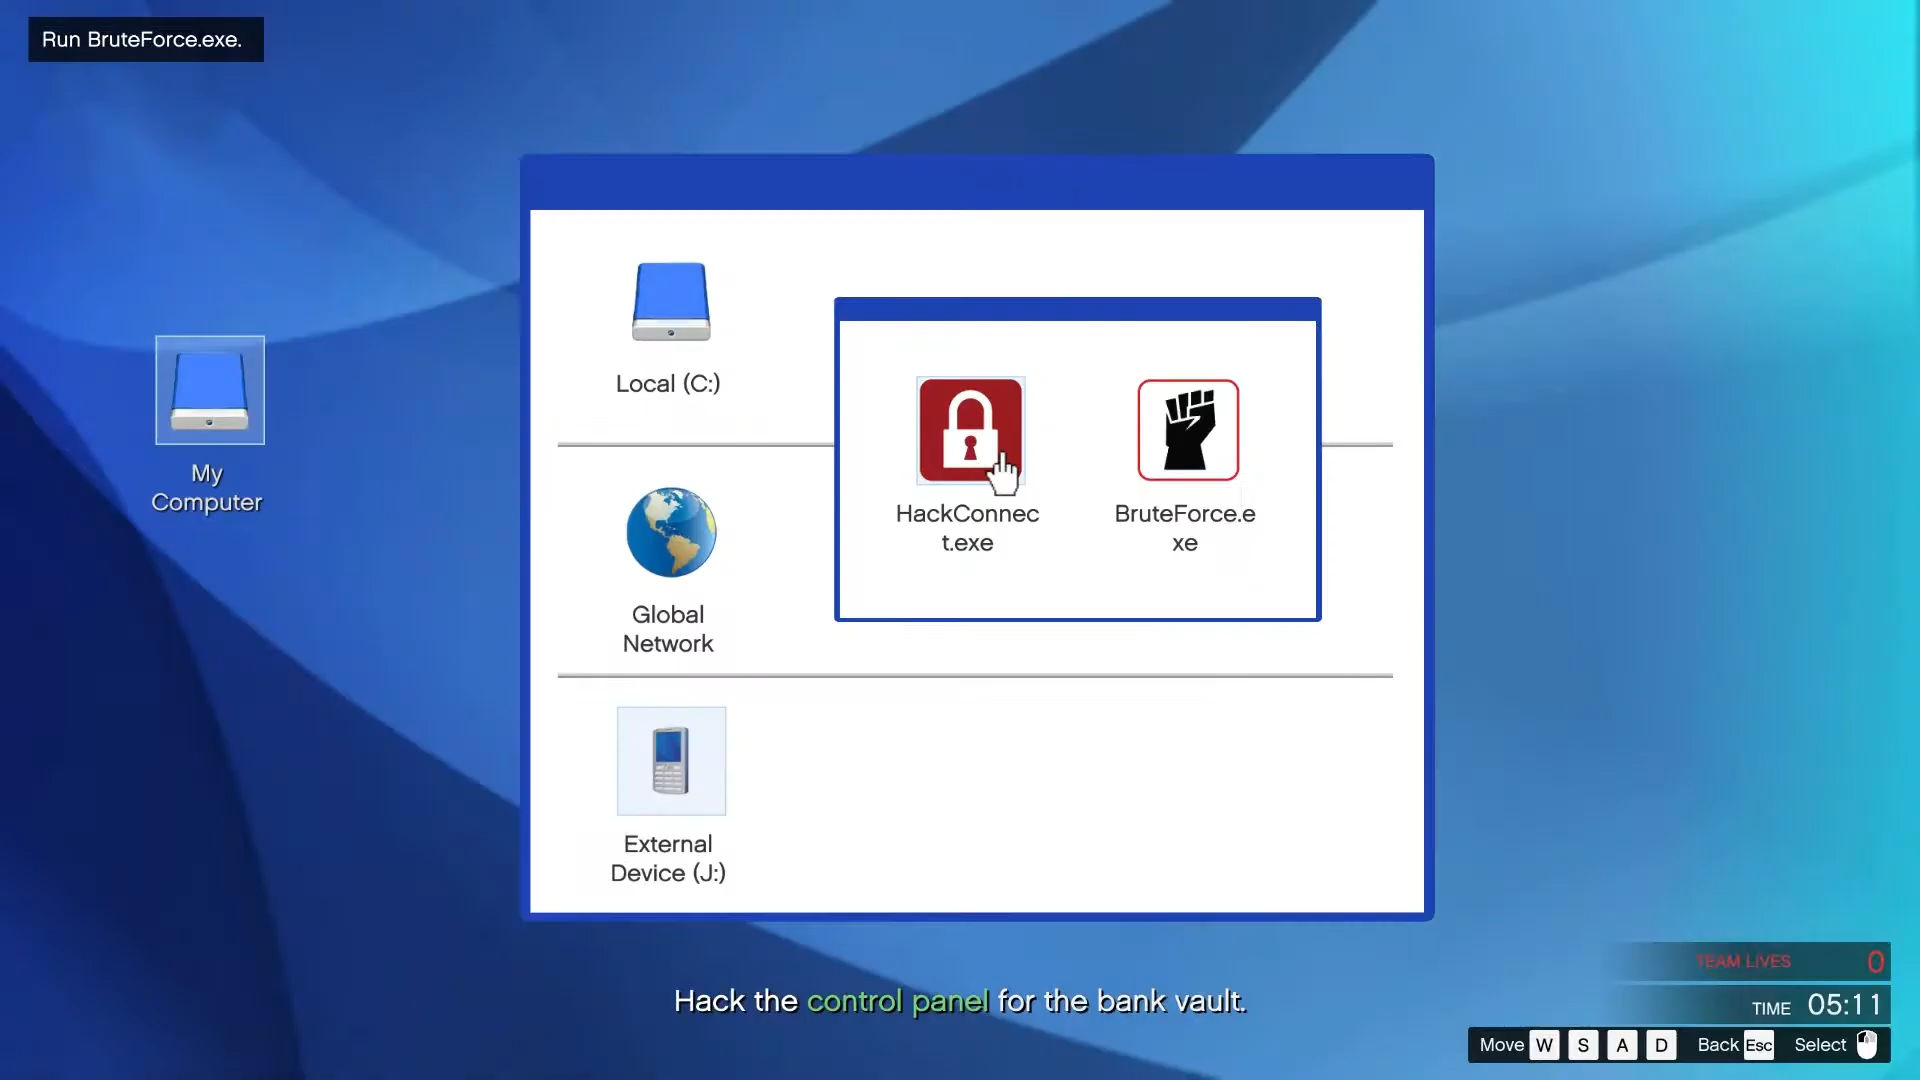 Run BruteForce.exe.
Local (C:)
HackConnec
t.exe
BruteForce.e
xe
My
Computer
Global
Network
External
Device (J:)
Hack the control panel for the bank vault.
TEAM LIVES 0
TIME 05:11
Move W S A D Back Esc Select